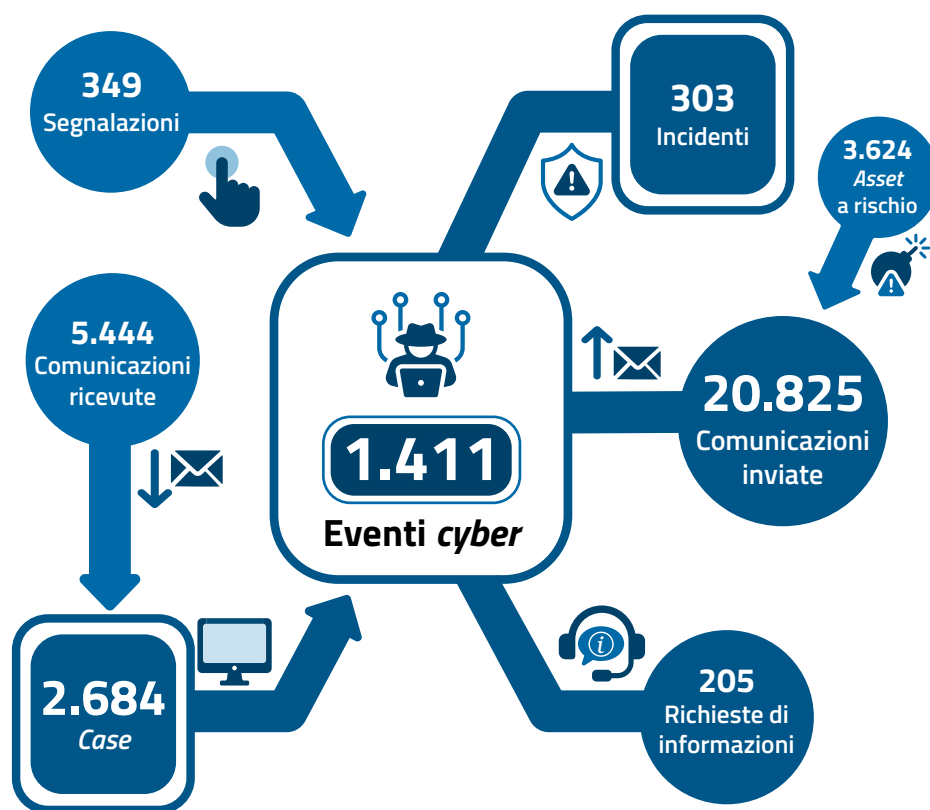 349
Segnalazioni
303
Incidenti
3.624
Asset
a rischio
5.444
Comunicazioni
ricevute
20.825
Comunicazioni
inviate
1.411
Eventi cyber
2.684
Case
i
205
Richieste di
informazioni